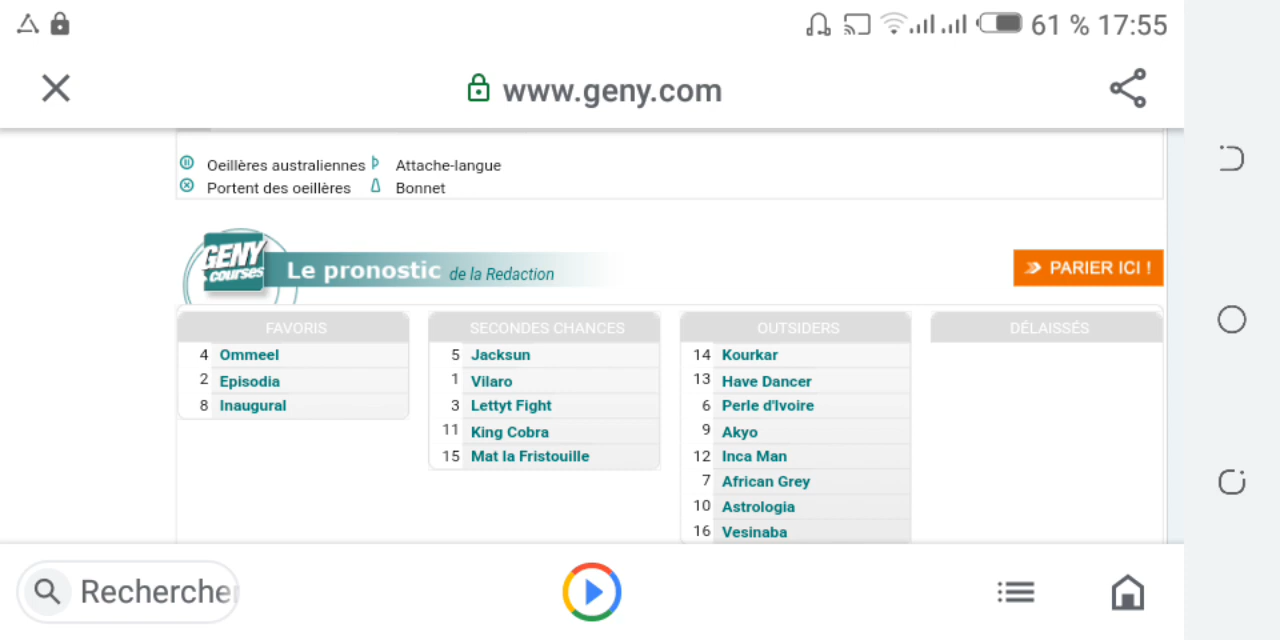 61 % 17:55
www.geny.com
Oeillères australiennes Attache-langue
Portent des oeillères Bonnet
GENY
courses
Le pronostic de la Redaction
PARIER ICI !
FAVORIS
4 Ommeel
2 Episodia
8 Inaugural
SECONDES CHANCES
5 Jacksun
1 Vilaro
3 Lettyt Fight
11 King Cobra
15 Mat la Fristouille
OUTSIDERS
14 Kourkar
13 Have Dancer
6 Perle d'Ivoire
9 Akyo
12 Inca Man
7 African Grey
10 Astrologia
16 Vesinaba
DÉLAISSÉS
Recherche